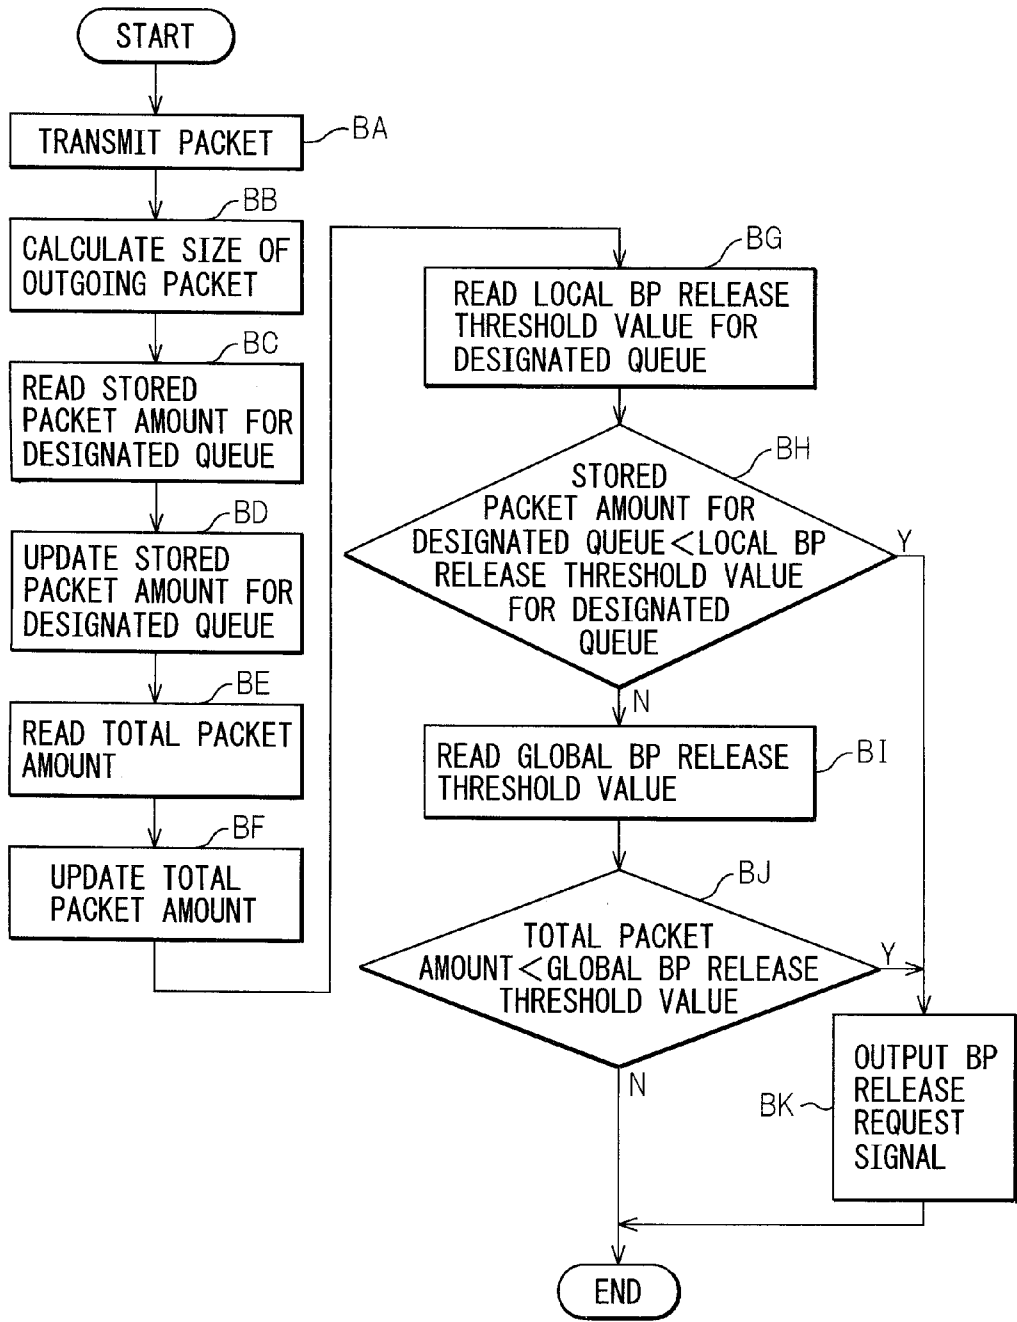 START
TRANSMIT PACKET
BA
BB
CALCULATE SIZE OF
OUTGOING PACKET
BC
READ STORED
PACKET AMOUNT FOR
DESIGNATED QUEUE
BD
UPDATE STORED
PACKET AMOUNT FOR
DESIGNATED QUEUE
BE
READ TOTAL PACKET
AMOUNT
BF
UPDATE TOTAL
PACKET AMOUNT
BG
READ LOCAL BP RELEASE
THRESHOLD VALUE FOR
DESIGNATED QUEUE
BH
STORED
PACKET AMOUNT FOR
DESIGNATED QUEUE<LOCAL BP
RELEASE THRESHOLD VALUE
FOR DESIGNATED
QUEUE
Y
N
READ GLOBAL BP RELEASE
THRESHOLD VALUE
BI
BJ
TOTAL PACKET
AMOUNT<GLOBAL BP RELEASE
THRESHOLD VALUE
Y
N
OUTPUT BP
RELEASE
REQUEST
SIGNAL
BK
END